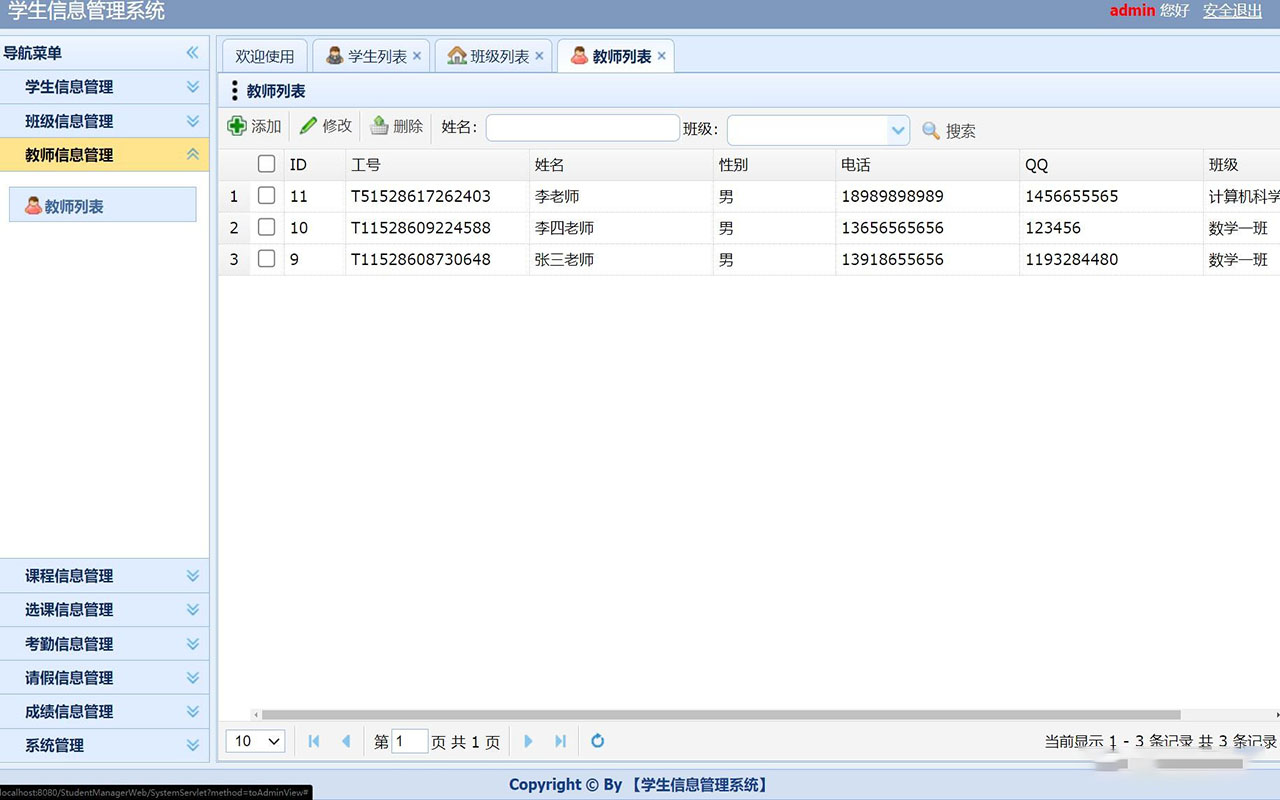 学生信息管理系统
admin 您好 安全退出
导航菜单
学生信息管理
班级信息管理
教师信息管理
教师列表
课程信息管理
选课信息管理
考勤信息管理
请假信息管理
成绩信息管理
系统管理
欢迎使用 学生列表 班级列表 教师列表
教师列表
添加 修改 删除 姓名： 班级： 搜索
ID 工号 姓名 性别 电话 QQ 班级
1 11 T51528617262403 李老师 男 18989898989 1456655565 计算机科学
2 10 T11528609224588 李四老师 男 13656565656 123456 数学一班
3 9 T11528608730648 张三老师 男 13918655656 1193284480 数学一班
10 第 1 页 共 1 页 当前显示 1 - 3 条记录 共 3 条记录
Copyright © By 【学生信息管理系统】
localhost:8080/StudentManagerWeb/SystemServlet?method=toAdminView#